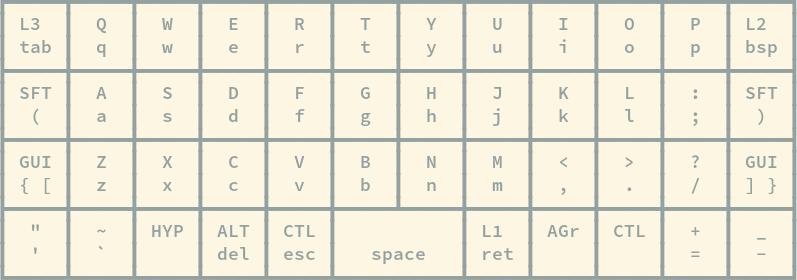 L3 Q W E R T Y U I O P L2
tab q w e r t y u i o p bsp
SFT A S D F G H J K L : SFT
( a s d f g h j k l ; )
GUI Z X C V B N M < > ? GUI
{ [ z x c v b n m , . / ] }
" ~ HYP ALT CTL L1 AGr CTL + _
' ` del esc space ret = -